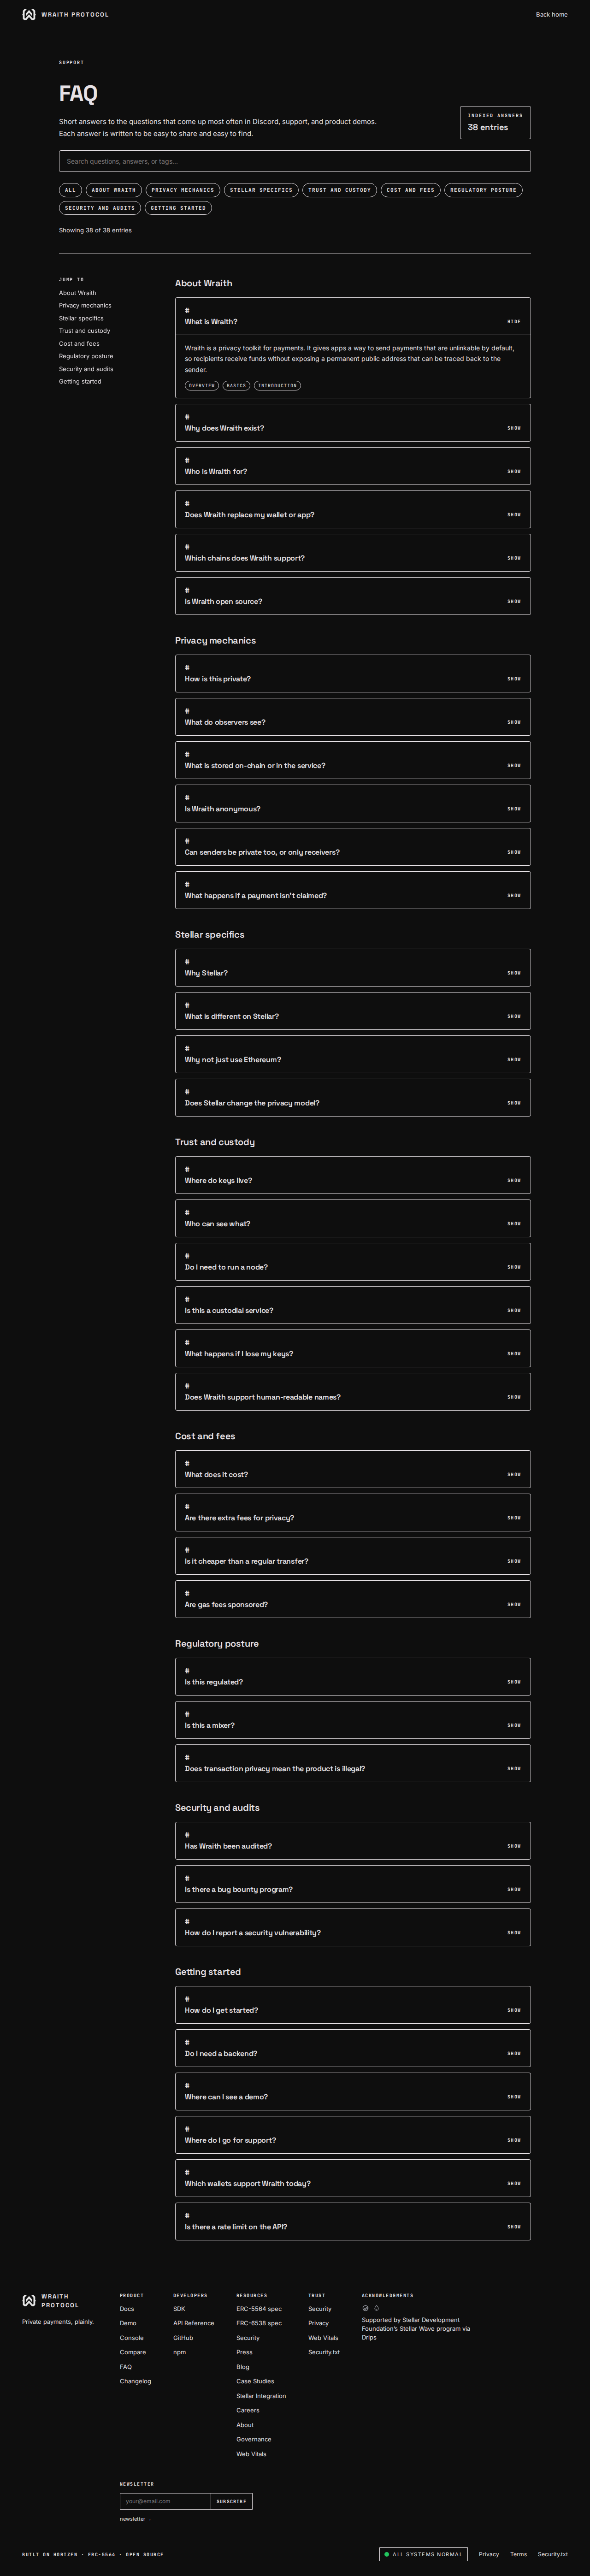 WRAITH PROTOCOL
Back home
SUPPORT
FAQ
Short answers to the questions that come up most often in Discord, support, and product demos.
Each answer is written to be easy to share and easy to find.
INDEXED ANSWERS
38 entries
Search questions, answers, or tags...
ALL
ABOUT WRAITH
PRIVACY MECHANICS
STELLAR SPECIFICS
TRUST AND CUSTODY
COST AND FEES
REGULATORY POSTURE
SECURITY AND AUDITS
GETTING STARTED
Showing 38 of 38 entries
JUMP TO
About Wraith
Privacy mechanics
Stellar specifics
Trust and custody
Cost and fees
Regulatory posture
Security and audits
Getting started
About Wraith
#
What is Wraith?
HIDE
Wraith is a privacy toolkit for payments. It gives apps a way to send payments that are unlinkable by default,
so recipients receive funds without exposing a permanent public address that can be traced back to the
sender.
OVERVIEW
BASICS
INTRODUCTION
#
Why does Wraith exist?
SHOW
#
Who is Wraith for?
SHOW
#
Does Wraith replace my wallet or app?
SHOW
#
Which chains does Wraith support?
SHOW
#
Is Wraith open source?
SHOW
Privacy mechanics
#
How is this private?
SHOW
#
What do observers see?
SHOW
#
What is stored on-chain or in the service?
SHOW
#
Is Wraith anonymous?
SHOW
#
Can senders be private too, or only receivers?
SHOW
#
What happens if a payment isn't claimed?
SHOW
Stellar specifics
#
Why Stellar?
SHOW
#
What is different on Stellar?
SHOW
#
Why not just use Ethereum?
SHOW
#
Does Stellar change the privacy model?
SHOW
Trust and custody
#
Where do keys live?
SHOW
#
Who can see what?
SHOW
#
Do I need to run a node?
SHOW
#
Is this a custodial service?
SHOW
#
What happens if I lose my keys?
SHOW
#
Does Wraith support human-readable names?
SHOW
Cost and fees
#
What does it cost?
SHOW
#
Are there extra fees for privacy?
SHOW
#
Is it cheaper than a regular transfer?
SHOW
#
Are gas fees sponsored?
SHOW
Regulatory posture
#
Is this regulated?
SHOW
#
Is this a mixer?
SHOW
#
Does transaction privacy mean the product is illegal?
SHOW
Security and audits
#
Has Wraith been audited?
SHOW
#
Is there a bug bounty program?
SHOW
#
How do I report a security vulnerability?
SHOW
Getting started
#
How do I get started?
SHOW
#
Do I need a backend?
SHOW
#
Where can I see a demo?
SHOW
#
Where do I go for support?
SHOW
#
Which wallets support Wraith today?
SHOW
#
Is there a rate limit on the API?
SHOW
WRAITH
PROTOCOL
Private payments, plainly.
PRODUCT
Docs
Demo
Console
Compare
FAQ
Changelog
DEVELOPERS
SDK
API Reference
GitHub
npm
RESOURCES
ERC-5564 spec
ERC-6538 spec
Security
Press
Blog
Case Studies
Stellar Integration
Careers
About
Governance
Web Vitals
TRUST
Security
Privacy
Web Vitals
Security.txt
ACKNOWLEDGMENTS
Supported by Stellar Development
Foundation's Stellar Wave program via
Drips
NEWSLETTER
your@email.com
SUBSCRIBE
newsletter →
BUILT ON HORIZEN · ERC-5564 · OPEN SOURCE
ALL SYSTEMS NORMAL
Privacy
Terms
Security.txt